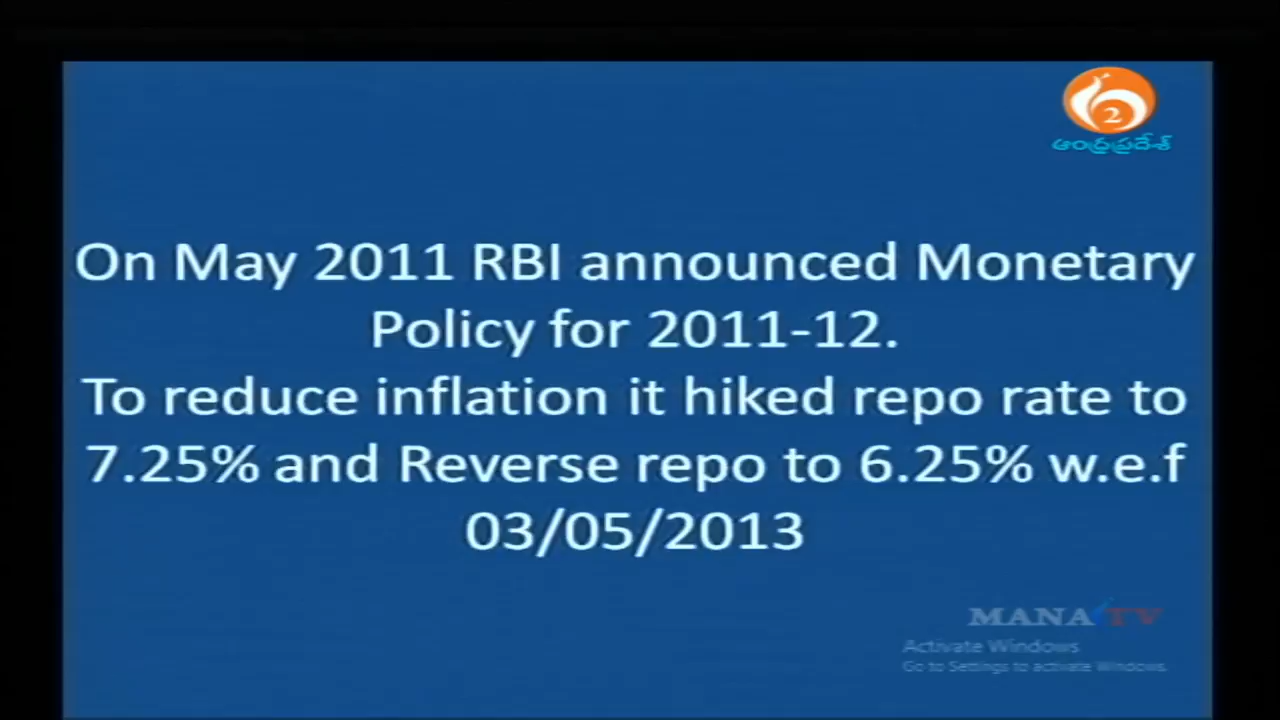 2
ఆంధ్రప్రదేశ్
On May 2011 RBI announced Monetary
Policy for 2011-12.
To reduce inflation it hiked repo rate to
7.25% and Reverse repo to 6.25% w.e.f
03/05/2013
MANA TV
Activate Windows
Go to Settings to activate Windows.